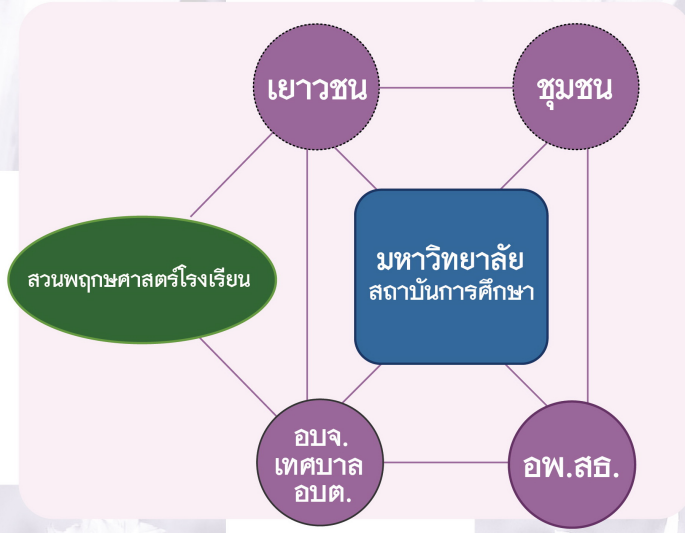 เยาวชน
ชุมชน
สวนพฤกษศาสตร์โรงเรียน
มหาวิทยาลัย
สถาบันการศึกษา
อบจ.
เทศบาล
อบต.
อพ.สธ.